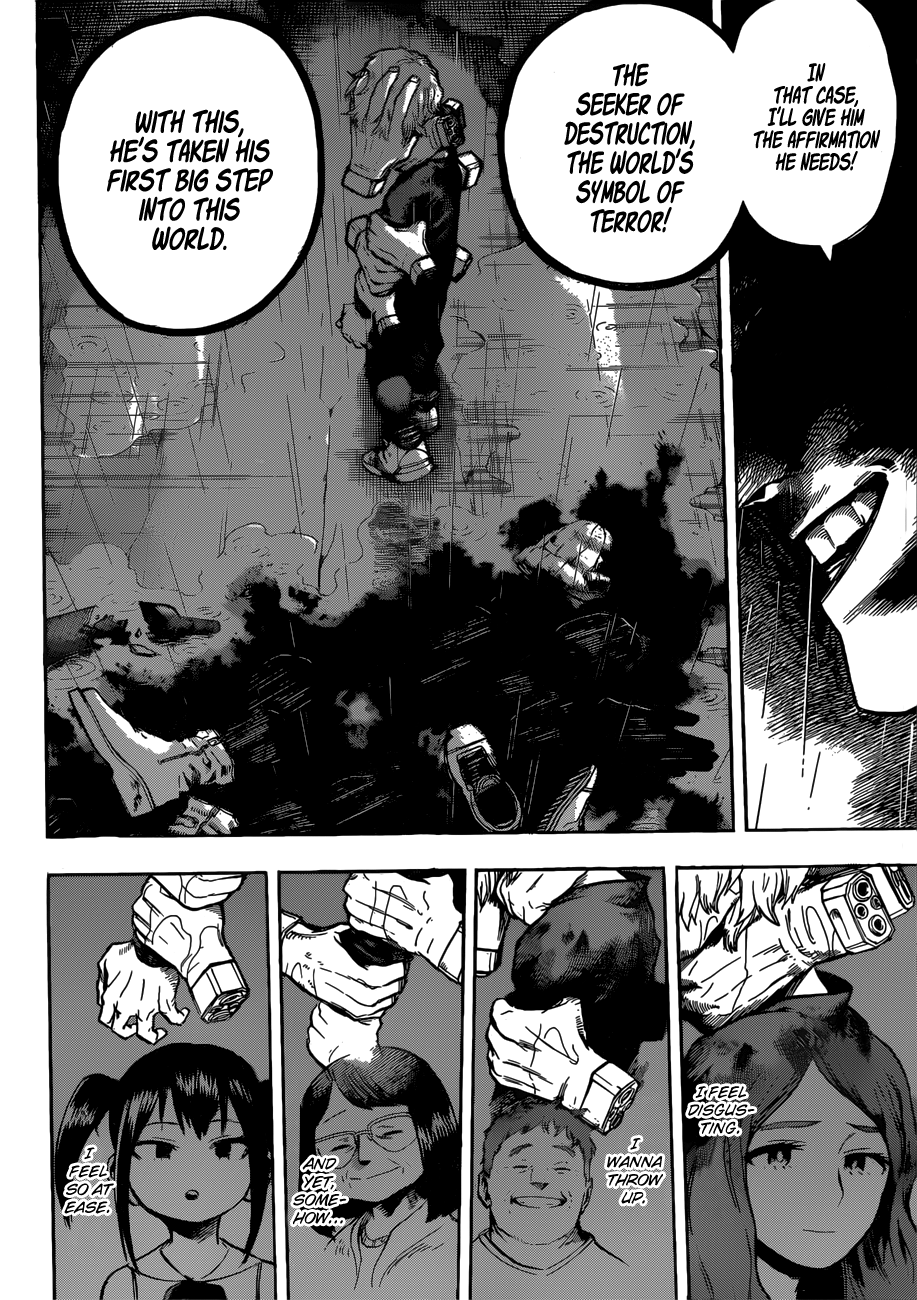 IN
THAT CASE,
I'LL GIVE HIM
THE AFFIRMATION
HE NEEDS!
THE
SEEKER OF
DESTRUCTION,
THE WORLD'S
SYMBOL OF
TERROR!
WITH THIS,
HE'S TAKEN HIS
FIRST BIG STEP
INTO THIS
WORLD.
I FEEL
DISGUS-
TING.
I
WANNA
THROW
UP.
AND
YET,
SOME-
HOW...
I
FEEL
SO AT
EASE.